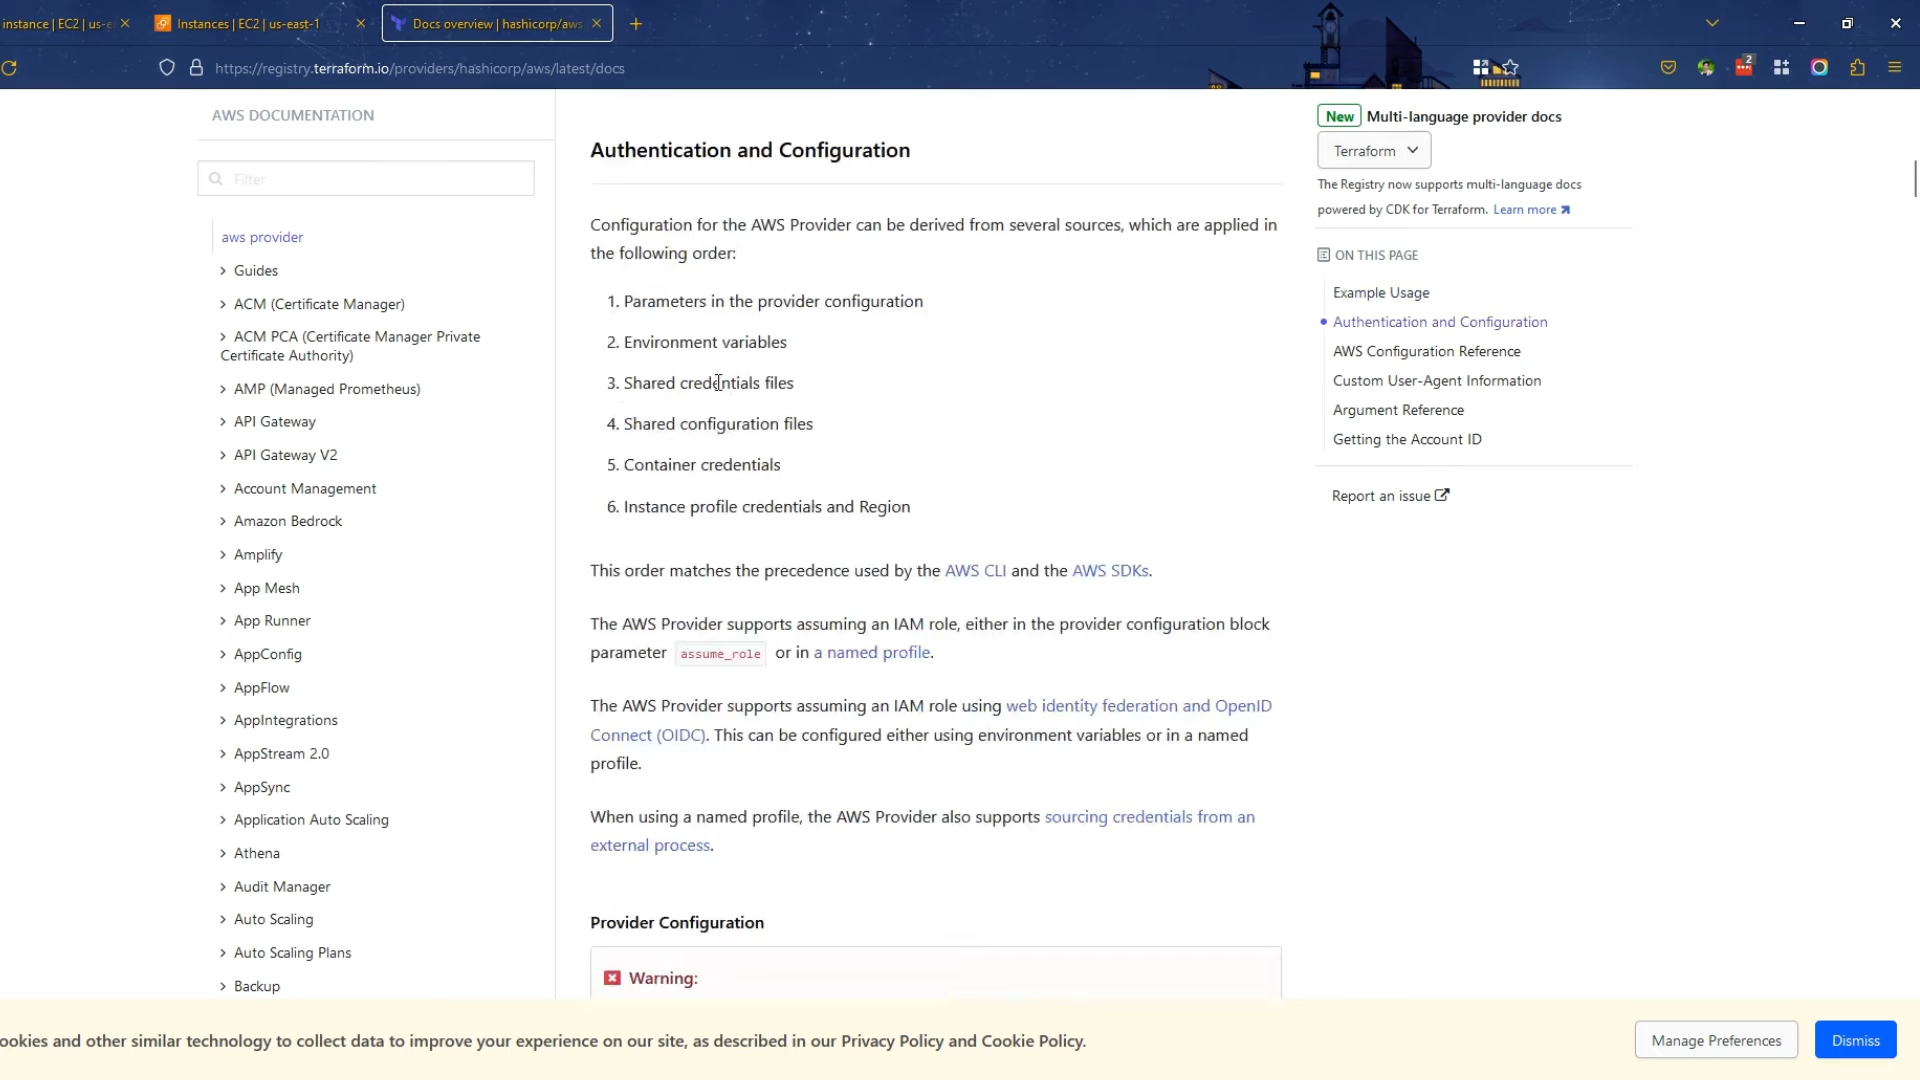 instance | EC2 | us-e
Instances | EC2 | us-east-1
Docs overview | hashicorp/aws
https://registry.terraform.io/providers/hashicorp/aws/latest/docs
2
AWS DOCUMENTATION
Filter
aws provider
Guides
ACM (Certificate Manager)
ACM PCA (Certificate Manager Private
Certificate Authority)
AMP (Managed Prometheus)
API Gateway
API Gateway V2
Account Management
Amazon Bedrock
Amplify
App Mesh
App Runner
AppConfig
AppFlow
AppIntegrations
AppStream 2.0
AppSync
Application Auto Scaling
Athena
Audit Manager
Auto Scaling
Auto Scaling Plans
Backup
Authentication and Configuration
Configuration for the AWS Provider can be derived from several sources, which are applied in
the following order:
1. Parameters in the provider configuration
2. Environment variables
3. Shared credentials files
4. Shared configuration files
5. Container credentials
6. Instance profile credentials and Region
This order matches the precedence used by the AWS CLI and the AWS SDKs.
The AWS Provider supports assuming an IAM role, either in the provider configuration block
parameter assume_role or in a named profile.
The AWS Provider supports assuming an IAM role using web identity federation and OpenID
Connect (OIDC). This can be configured either using environment variables or in a named
profile.
When using a named profile, the AWS Provider also supports sourcing credentials from an
external process.
Provider Configuration
Warning:
New Multi-language provider docs
Terraform
The Registry now supports multi-language docs
powered by CDK for Terraform. Learn more
ON THIS PAGE
Example Usage
Authentication and Configuration
AWS Configuration Reference
Custom User-Agent Information
Argument Reference
Getting the Account ID
Report an issue
ookies and other similar technology to collect data to improve your experience on our site, as described in our Privacy Policy and Cookie Policy.
Manage Preferences
Dismiss